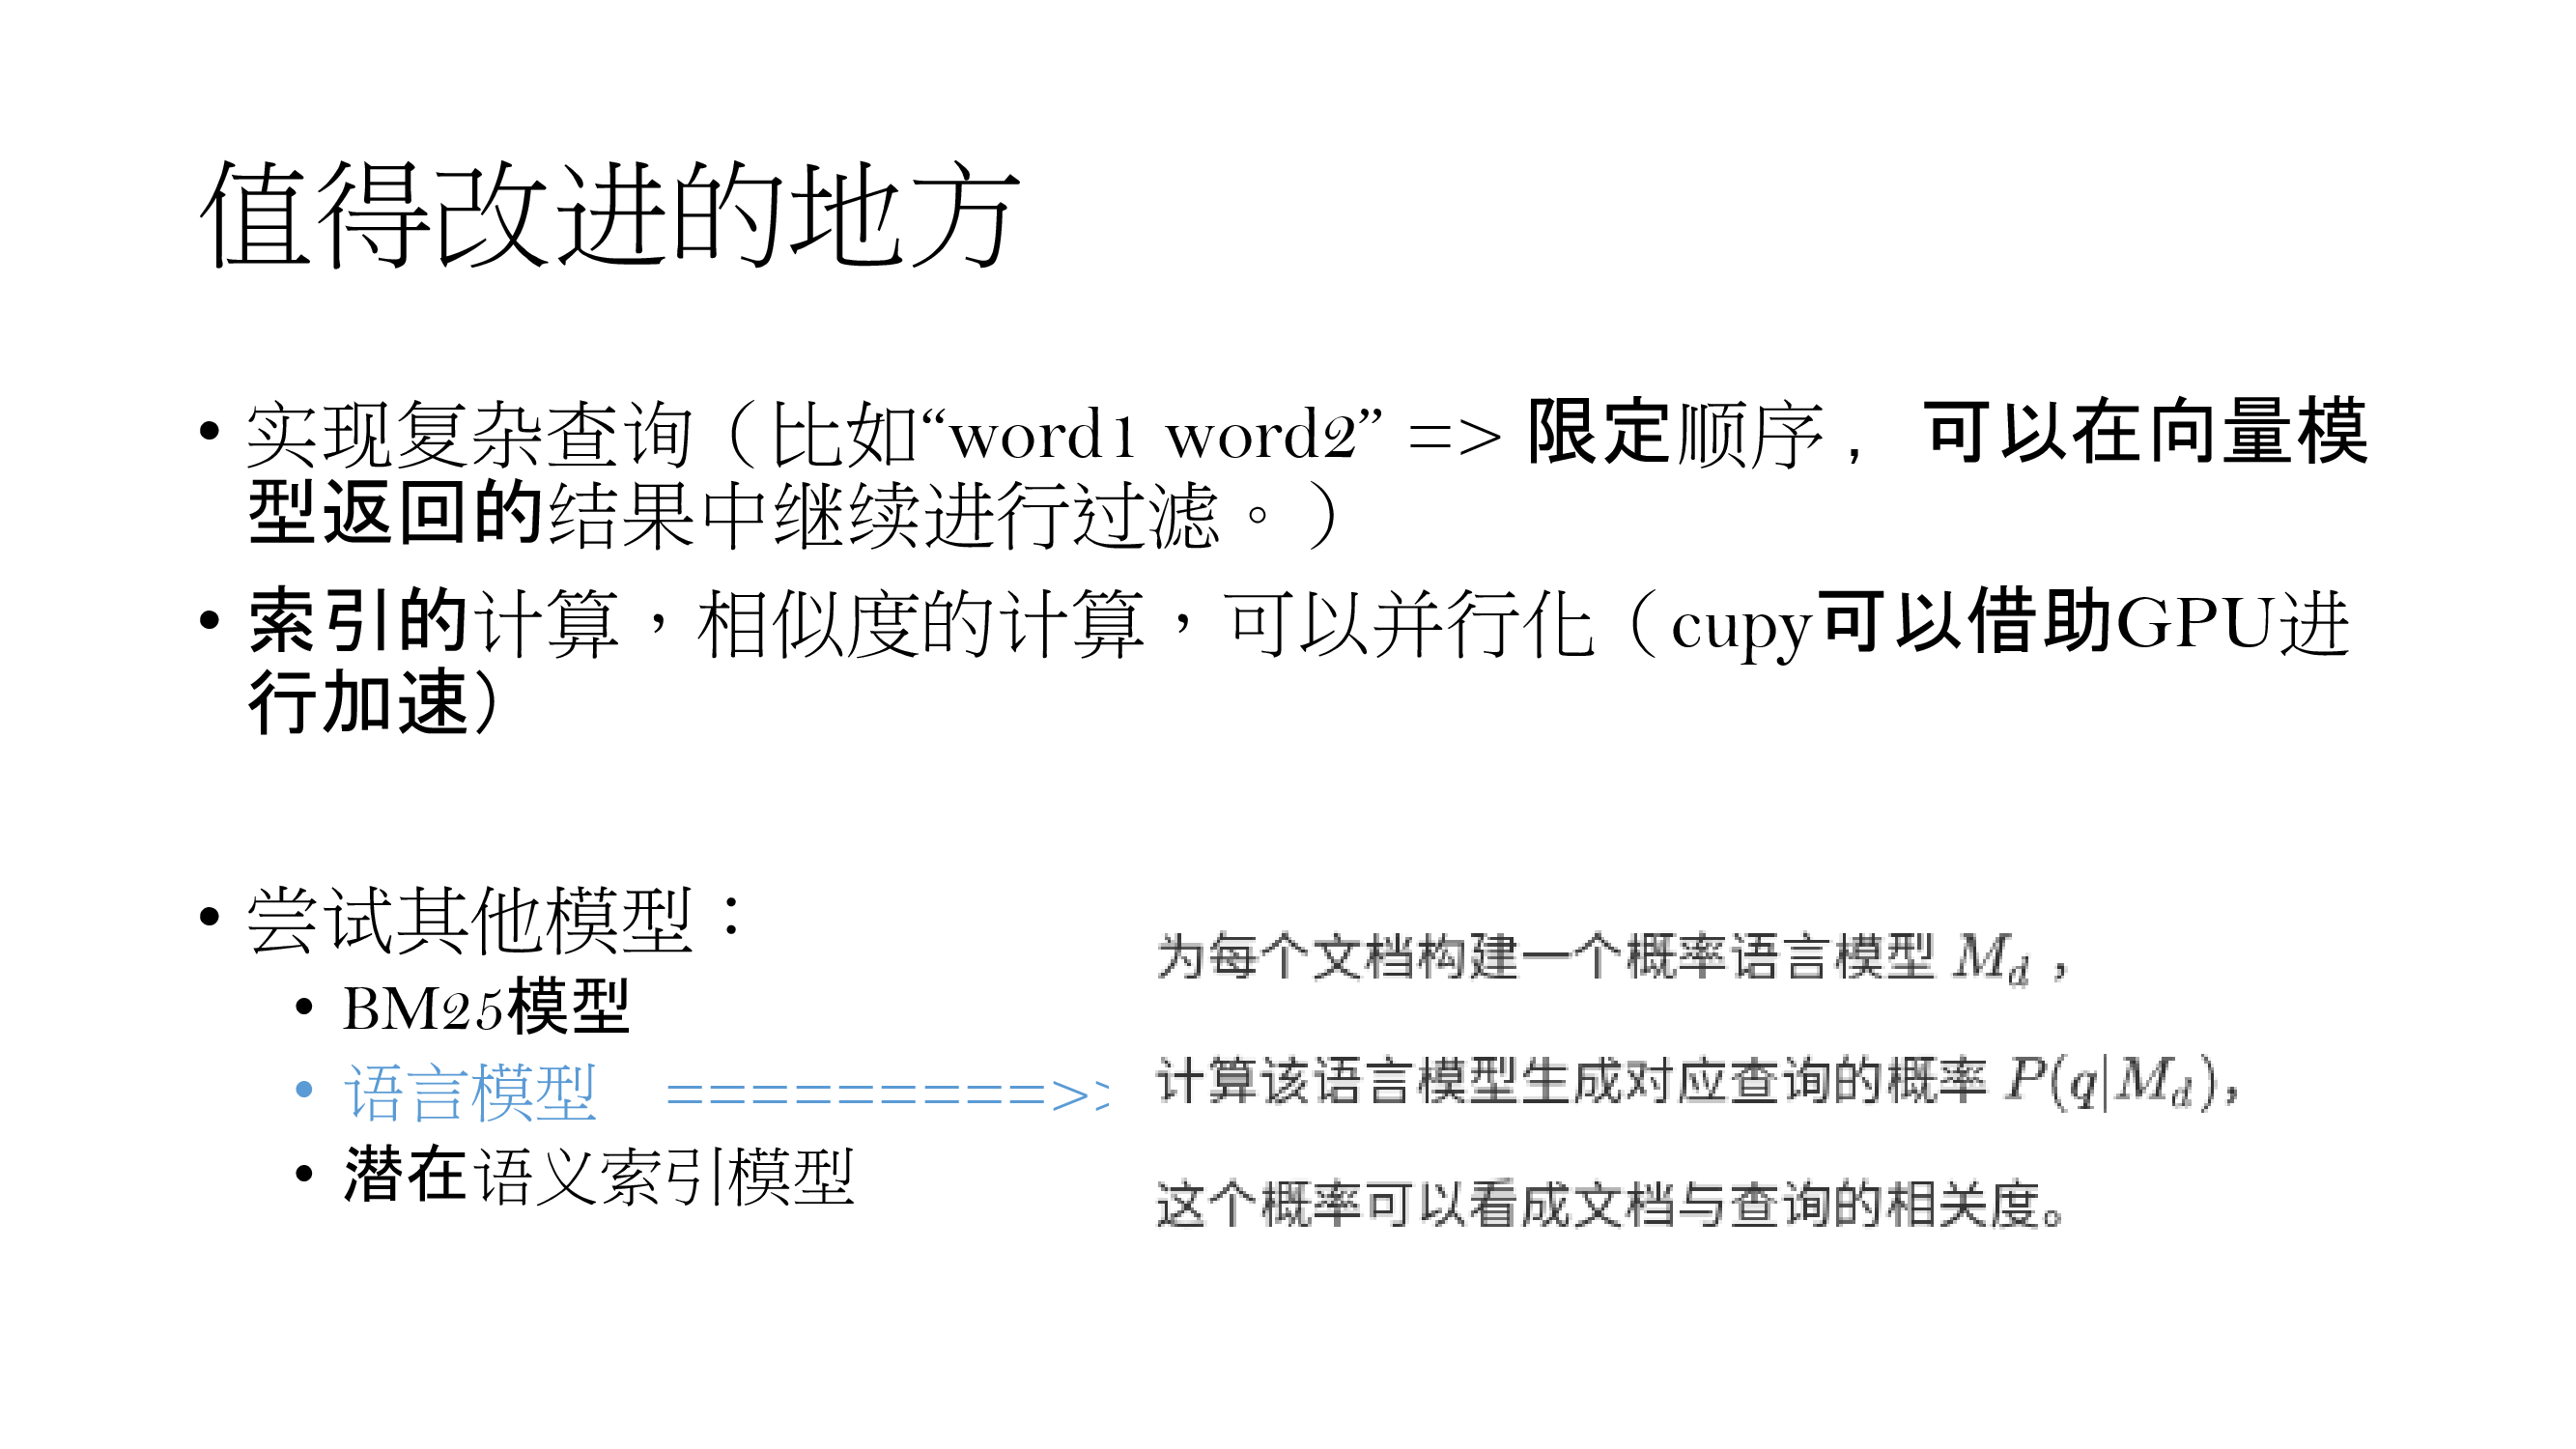 值得改进的地方
• 实现复杂查询（比如“word1 word2” => 限定顺序， 可以在向量模
型返回的结果中继续进行过滤。）
• 索引的计算，相似度的计算，可以并行化（cupy可以借助GPU进
行加速）
• 尝试其他模型：
• BM25模型
• 语言模型 =========>>
• 潜在语义索引模型
为每个文档构建一个概率语言模型 M_d ，
计算该语言模型生成对应查询的概率 P(q|M_d)，
这个概率可以看成文档与查询的相关度。